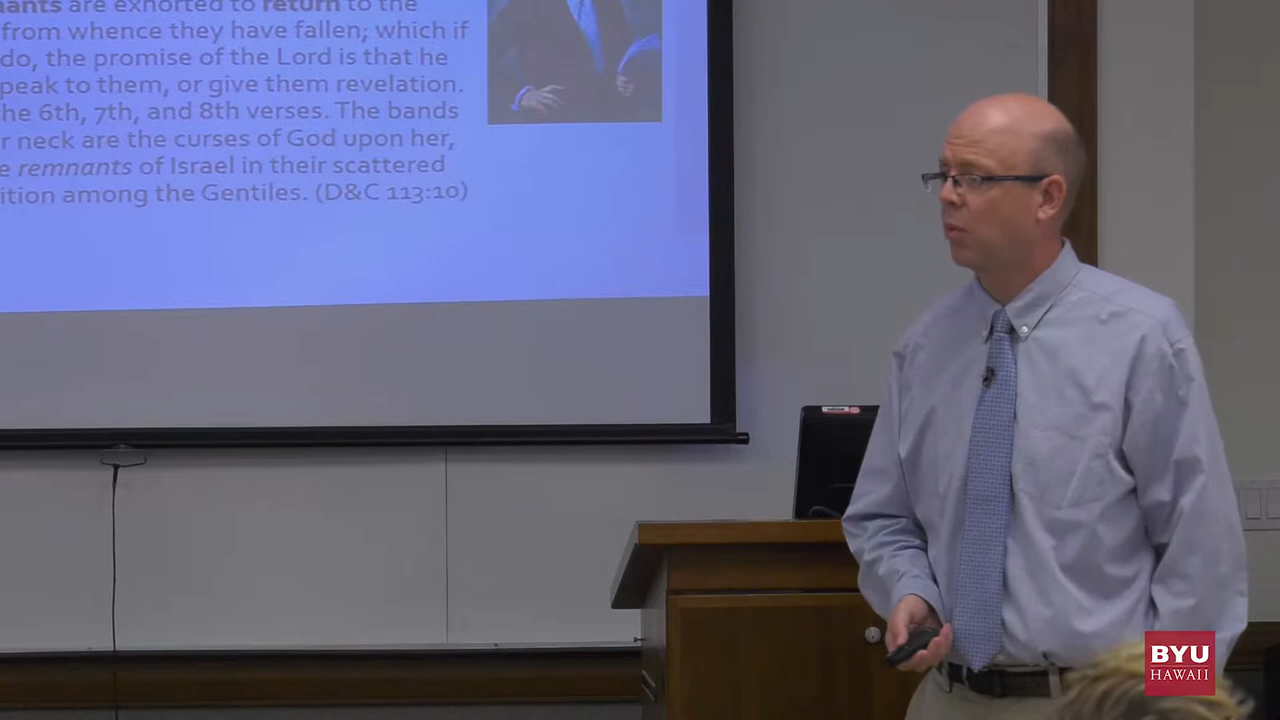 nants are exhorted to return to the
from whence they have fallen; which if
do, the promise of the Lord is that he
peak to them, or give them revelation.
he 6th, 7th, and 8th verses. The bands
r neck are the curses of God upon her,
e remnants of Israel in their scattered
ition among the Gentiles. (D&C 113:10)
BYU
HAWAII